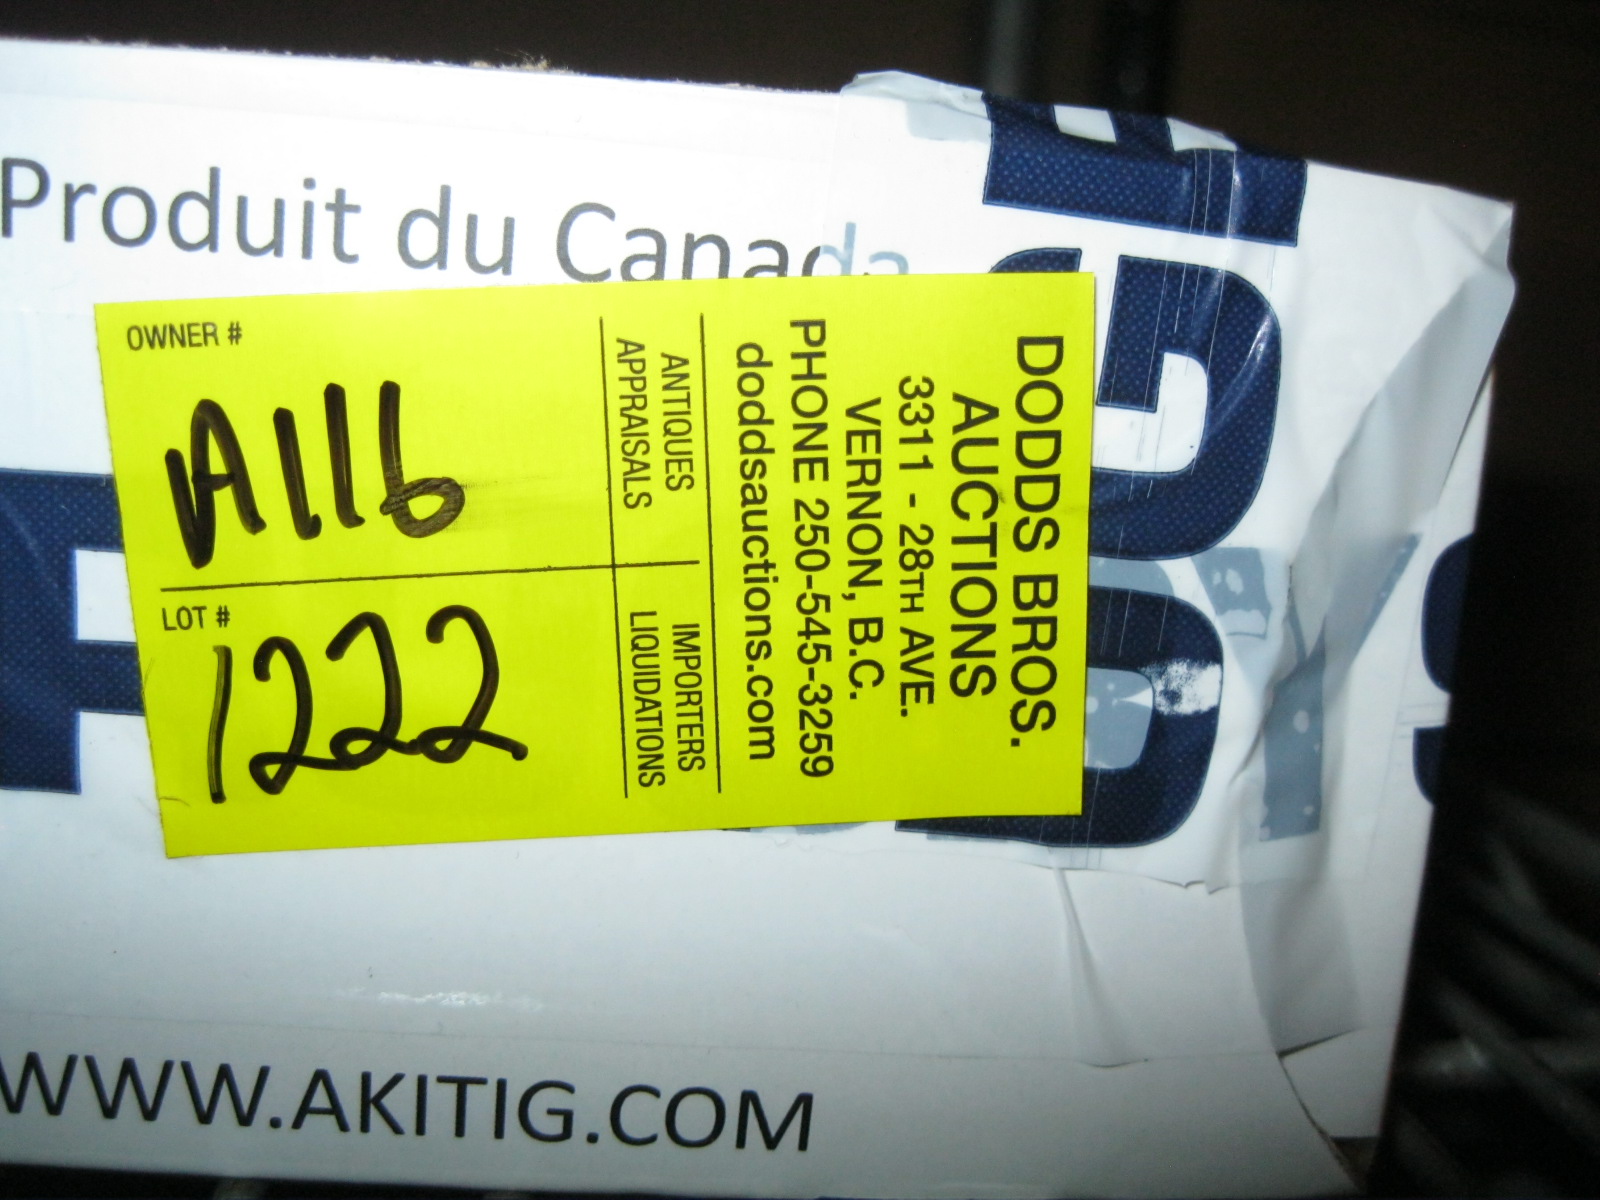 Produit du Canada
OWNER #
A116
LOT #
1222
ANTIQUES
APPRAISALS
IMPORTERS
LIQUIDATIONS
DODDS BROS.
AUCTIONS
3311 - 28TH AVE.
VERNON, B.C.
PHONE 250-545-3259
doddsauctions.com
WWW.AKITIG.COM